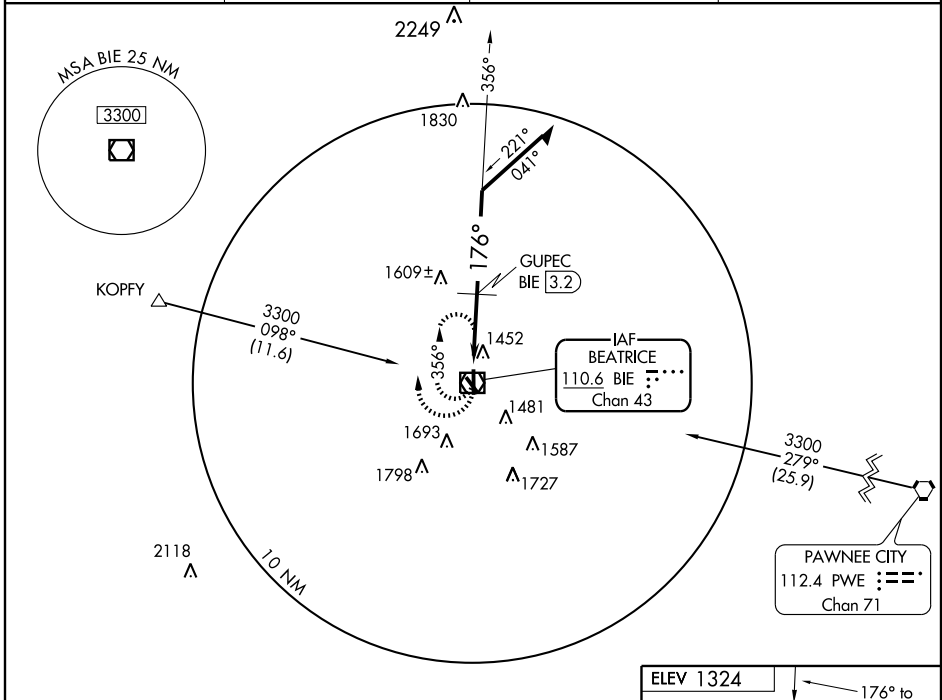 2249
MSA BIE 25 NM
3300
356°
1830
221°
041°
176°
1609±
GUPEC
BIE 3.2
KOPFY
3300
098°
(11.6)
356°
1452
IAF
BEATRICE
110.6 BIE
Chan 43
1481
1693
1587
1798
1727
3300
279°
(25.9)
2118
10 NM
PAWNEE CITY
112.4 PWE
Chan 71
ELEV 1324
176° to